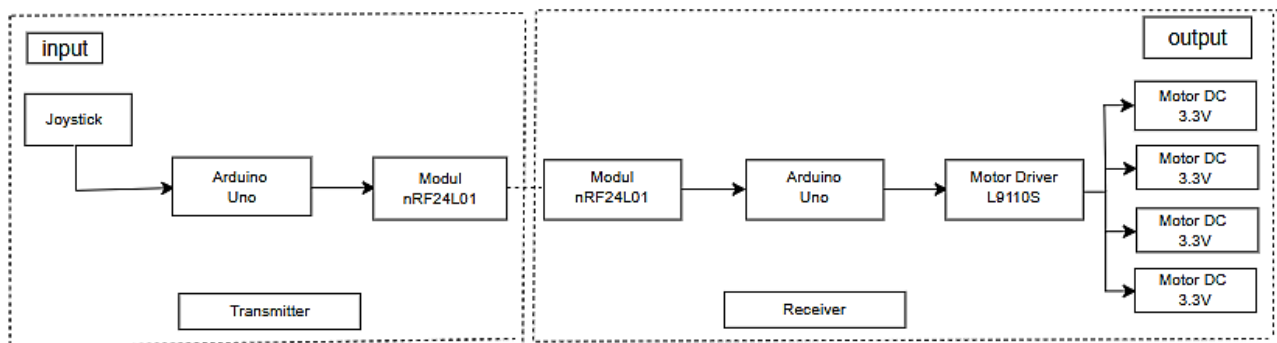 input
output
Joystick
Arduino
Uno
Modul
nRF24L01
Modul
nRF24L01
Arduino
Uno
Motor Driver
L9110S
Motor DC
3.3V
Motor DC
3.3V
Motor DC
3.3V
Motor DC
3.3V
Transmitter
Receiver